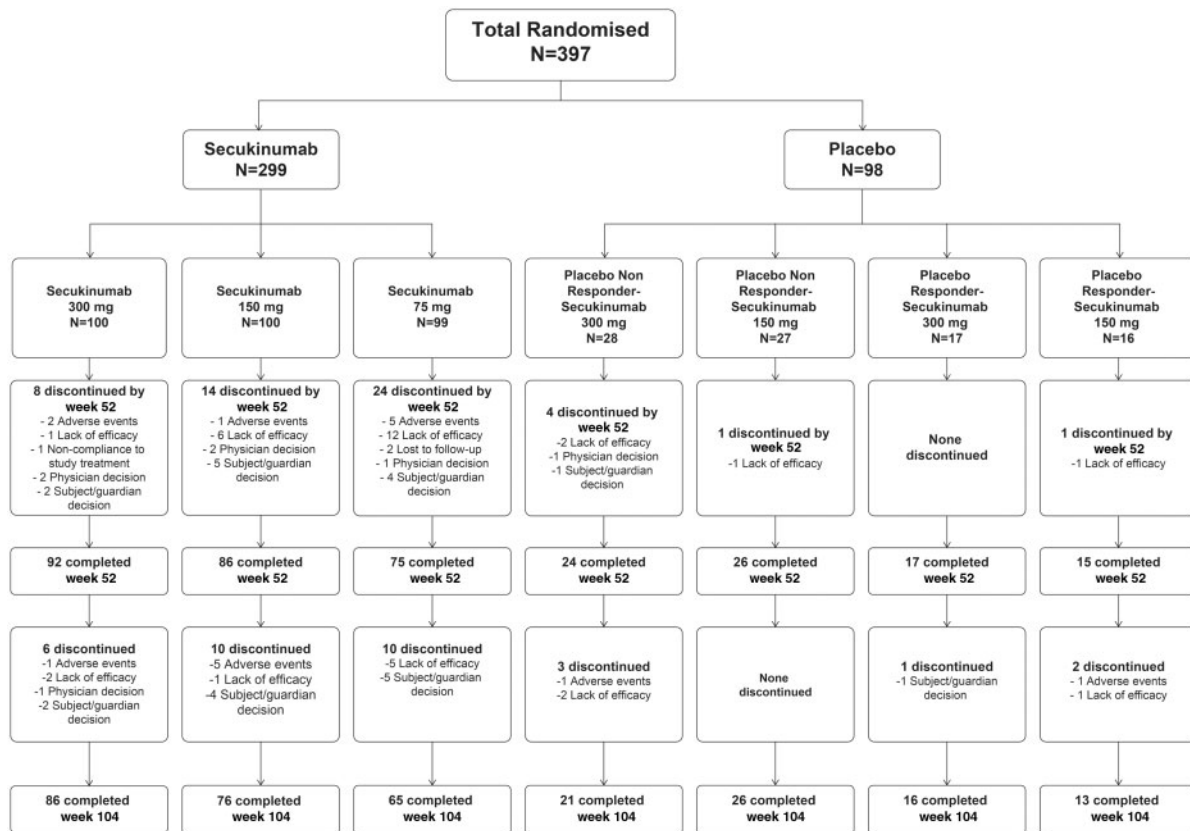 Total Randomised
N=397
Secukinumab
N=299
Placebo
N=98
Secukinumab
300 mg
N=100
Secukinumab
150 mg
N=100
Secukinumab
75 mg
N=99
Placebo Non
Responder-
Secukinumab
300 mg
N=28
Placebo Non
Responder-
Secukinumab
150 mg
N=27
Placebo
Responder-
Secukinumab
300 mg
N=17
Placebo
Responder-
Secukinumab
150 mg
N=16
8 discontinued by
week 52
- 2 Adverse events
- 1 Lack of efficacy
- 1 Non-compliance to
study treatment
- 2 Physician decision
- 2 Subject/guardian
decision
14 discontinued by
week 52
- 1 Adverse events
- 6 Lack of efficacy
- 2 Physician decision
- 5 Subject/guardian
decision
24 discontinued by
week 52
- 5 Adverse events
- 12 Lack of efficacy
- 2 Lost to follow-up
- 1 Physician decision
- 4 Subject/guardian
decision
4 discontinued by
week 52
-2 Lack of efficacy
-1 Physician decision
-1 Subject/guardian
decision
1 discontinued by
week 52
-1 Lack of efficacy
None
discontinued
1 discontinued by
week 52
-1 Lack of efficacy
92 completed
week 52
86 completed
week 52
75 completed
week 52
24 completed
week 52
26 completed
week 52
17 completed
week 52
15 completed
week 52
6 discontinued
-1 Adverse events
-2 Lack of efficacy
-1 Physician decision
-2 Subject/guardian
decision
10 discontinued
-5 Adverse events
-1 Lack of efficacy
-4 Subject/guardian
decision
10 discontinued
-5 Lack of efficacy
-5 Subject/guardian
decision
3 discontinued
-1 Adverse events
-2 Lack of efficacy
None
discontinued
1 discontinued
-1 Subject/guardian
decision
2 discontinued
- 1 Adverse events
- 1 Lack of efficacy
86 completed
week 104
76 completed
week 104
65 completed
week 104
21 completed
week 104
26 completed
week 104
16 completed
week 104
13 completed
week 104